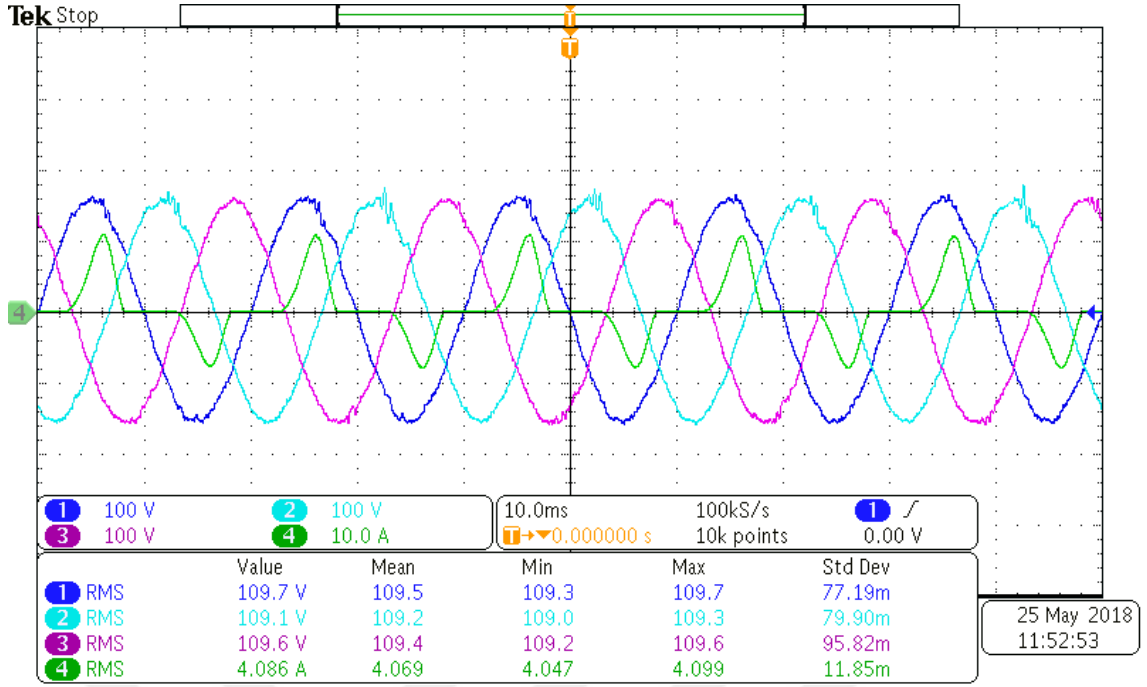 Tek Stop
T
T
4
1 100 V 2 100 V
3 100 V 4 10.0 A
10.0ms 100kS/s 1
T→▼0.000000 s 10k points 0.00 V
Value Mean Min Max Std Dev
1 RMS 109.7 V 109.5 109.3 109.7 77.19m
2 RMS 109.1 V 109.2 109.0 109.3 79.90m
3 RMS 109.6 V 109.4 109.2 109.6 95.82m
4 RMS 4.086 A 4.069 4.047 4.099 11.85m
25 May 2018
11:52:53